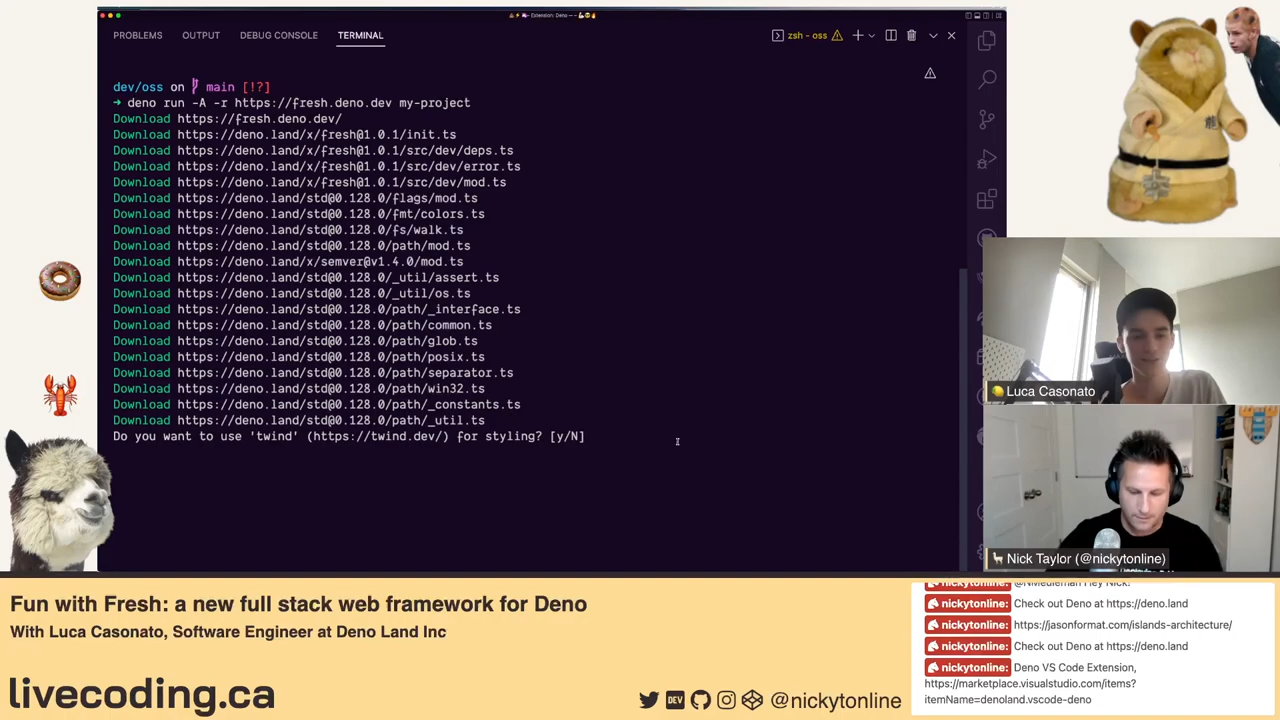 Extension: Deno
PROBLEMS OUTPUT DEBUG CONSOLE TERMINAL
zsh - oss
dev/oss on main [!?]
➜ deno run -A -r https://fresh.deno.dev my-project
Download https://fresh.deno.dev/
Download https://deno.land/x/fresh@1.0.1/init.ts
Download https://deno.land/x/fresh@1.0.1/src/dev/deps.ts
Download https://deno.land/x/fresh@1.0.1/src/dev/error.ts
Download https://deno.land/x/fresh@1.0.1/src/dev/mod.ts
Download https://deno.land/std@0.128.0/flags/mod.ts
Download https://deno.land/std@0.128.0/fmt/colors.ts
Download https://deno.land/std@0.128.0/fs/walk.ts
Download https://deno.land/std@0.128.0/path/mod.ts
Download https://deno.land/x/semver@v1.4.0/mod.ts
Download https://deno.land/std@0.128.0/_util/assert.ts
Download https://deno.land/std@0.128.0/_util/os.ts
Download https://deno.land/std@0.128.0/path/_interface.ts
Download https://deno.land/std@0.128.0/path/common.ts
Download https://deno.land/std@0.128.0/path/glob.ts
Download https://deno.land/std@0.128.0/path/posix.ts
Download https://deno.land/std@0.128.0/path/separator.ts
Download https://deno.land/std@0.128.0/path/win32.ts
Download https://deno.land/std@0.128.0/path/_constants.ts
Download https://deno.land/std@0.128.0/path/_util.ts
Do you want to use 'twind' (https://twind.dev/) for styling? [y/N]
Luca Casonato
Nick Taylor (@nickytonline)
Fun with Fresh: a new full stack web framework for Deno
With Luca Casonato, Software Engineer at Deno Land Inc
livecoding.ca
DEV
@nickytonline
nickytonline: @NMeuleman Hey Nick!
nickytonline: Check out Deno at https://deno.land
nickytonline: https://jasonformat.com/islands-architecture/
nickytonline: Check out Deno at https://deno.land
nickytonline: Deno VS Code Extension,
https://marketplace.visualstudio.com/items?
itemName=denoland.vscode-deno